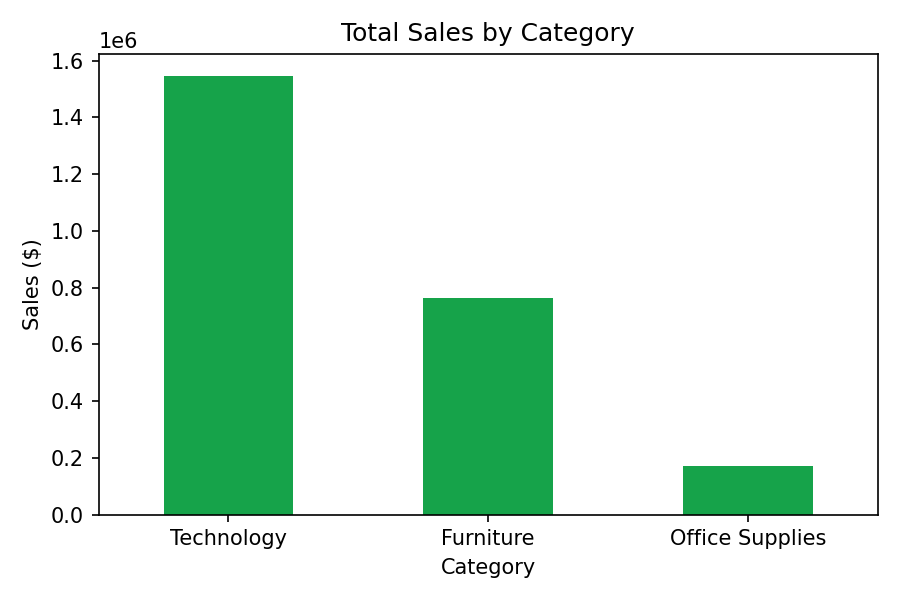 Total Sales by Category
1e6
1.6
1.4
1.2
1.0
0.8
0.6
0.4
0.2
0.0
Sales ($)
Technology Furniture Office Supplies
Category